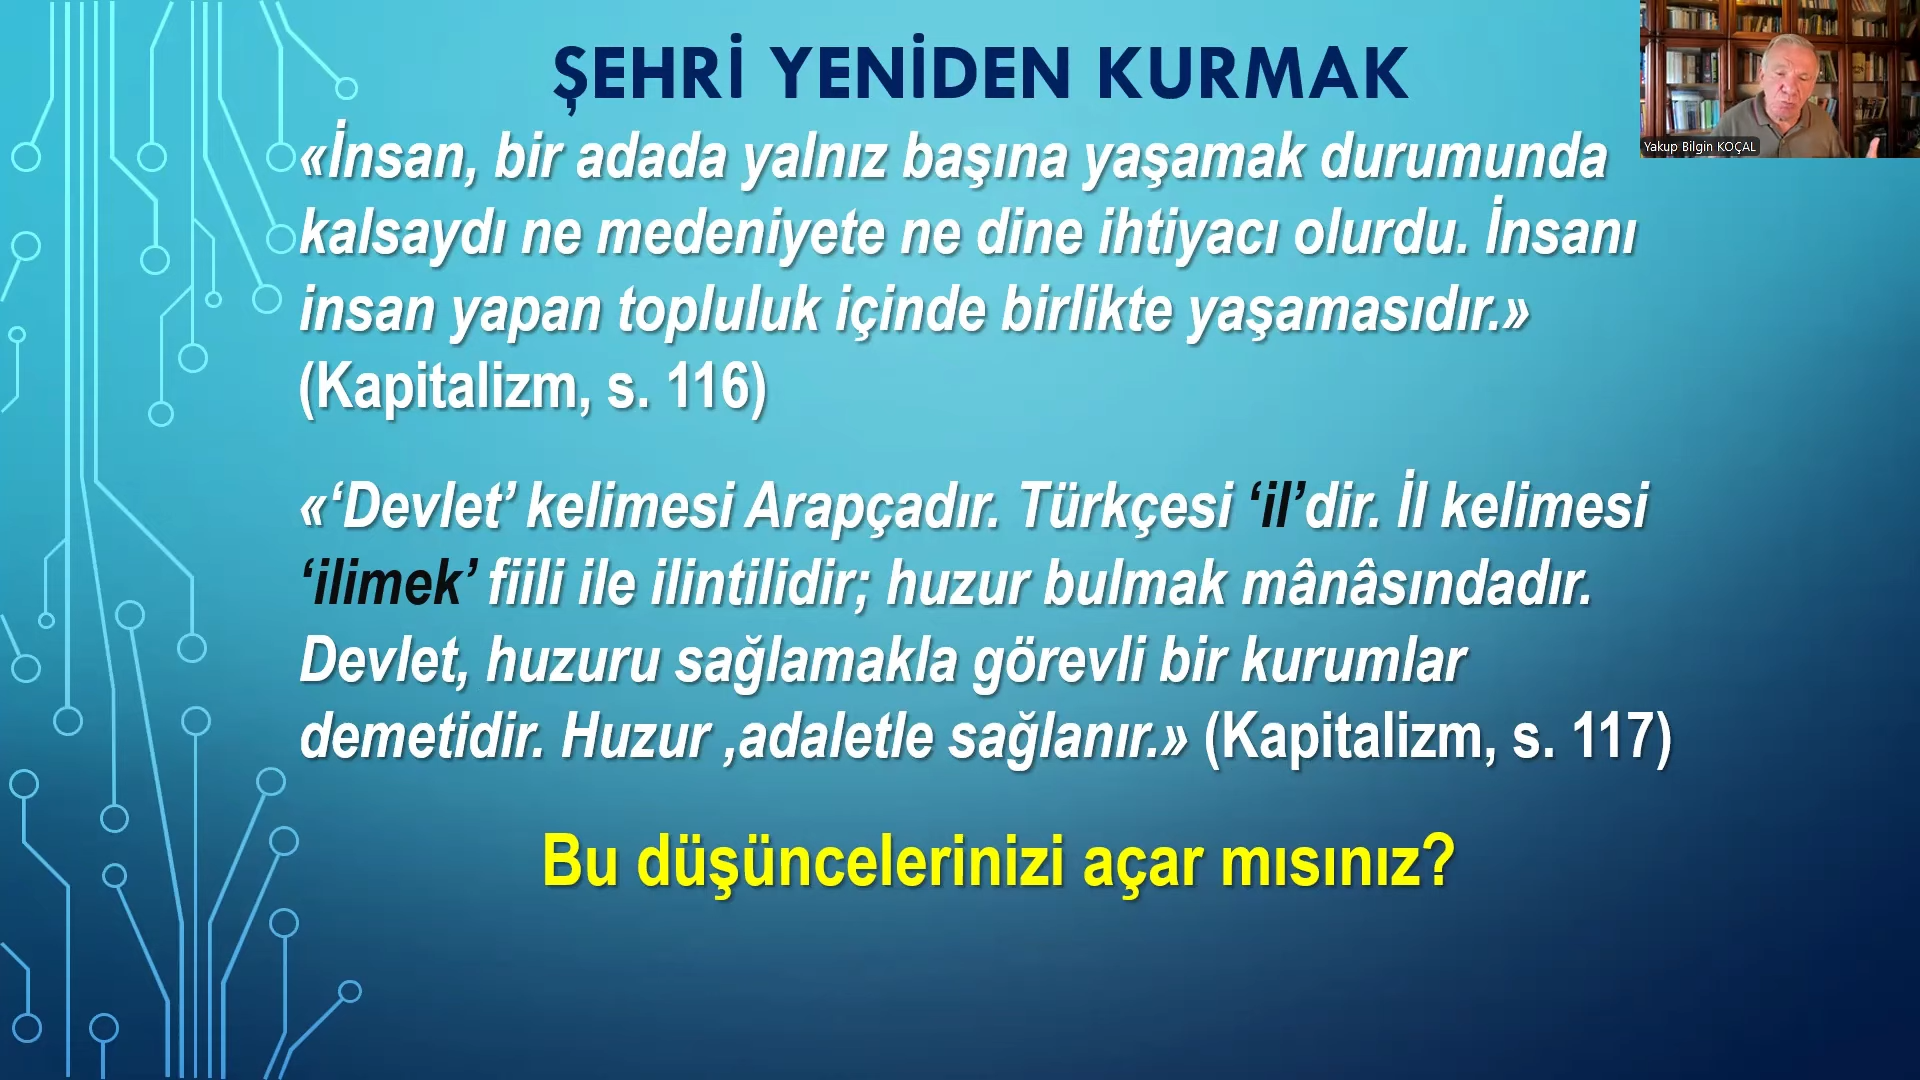 ŞEHRİ YENİDEN KURMAK
Yakup Bilgin KOÇAL
«İnsan, bir adada yalnız başına yaşamak durumunda
kalsaydı ne medeniyete ne dine ihtiyacı olurdu. İnsanı
insan yapan topluluk içinde birlikte yaşamasıdır.»
(Kapitalizm, s. 116)
«‘Devlet’ kelimesi Arapçadır. Türkçesi ‘il’dir. İl kelimesi
‘ilimek’ fiili ile ilintilidir; huzur bulmak mânâsındadır.
Devlet, huzuru sağlamakla görevli bir kurumlar
demetidir. Huzur ,adaletle sağlanır.» (Kapitalizm, s. 117)
Bu düşüncelerinizi açar mısınız?